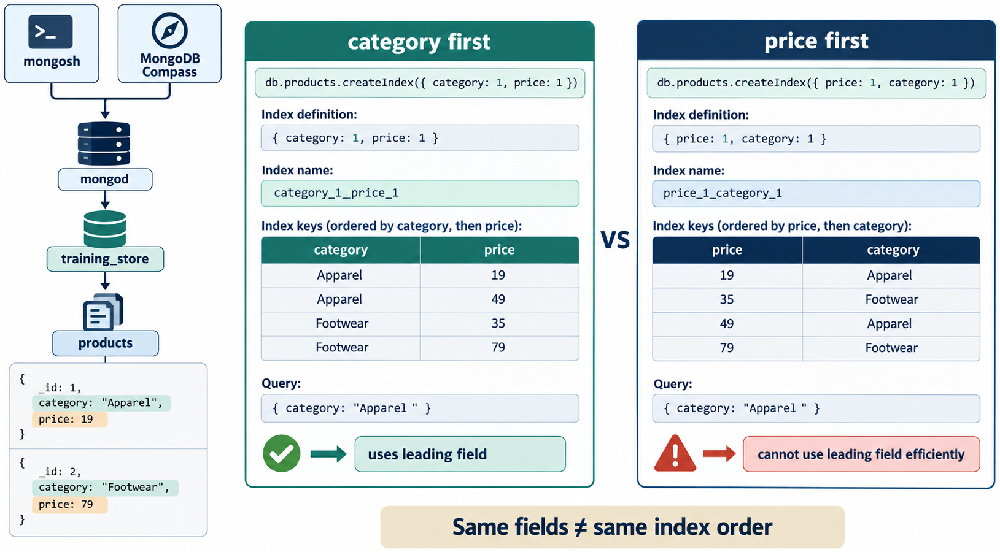 >_
mongosh
MongoDB
Compass
mongod
training_store
products
{
_id: 1,
category: "Apparel",
price: 19
}
{
_id: 2,
category: "Footwear",
price: 79
}
category first
db.products.createIndex({ category: 1, price: 1 })
Index definition:
{ category: 1, price: 1 }
Index name:
category_1_price_1
Index keys (ordered by category, then price):
category price
Apparel 19
Apparel 49
Footwear 35
Footwear 79
Query:
{ category: "Apparel " }
uses leading field
VS
price first
db.products.createIndex({ price: 1, category: 1 })
Index definition:
{ price: 1, category: 1 }
Index name:
price_1_category_1
Index keys (ordered by price, then category):
price category
19 Apparel
35 Footwear
49 Apparel
79 Footwear
Query:
{ category: "Apparel " }
cannot use leading field efficiently
Same fields ≠ same index order